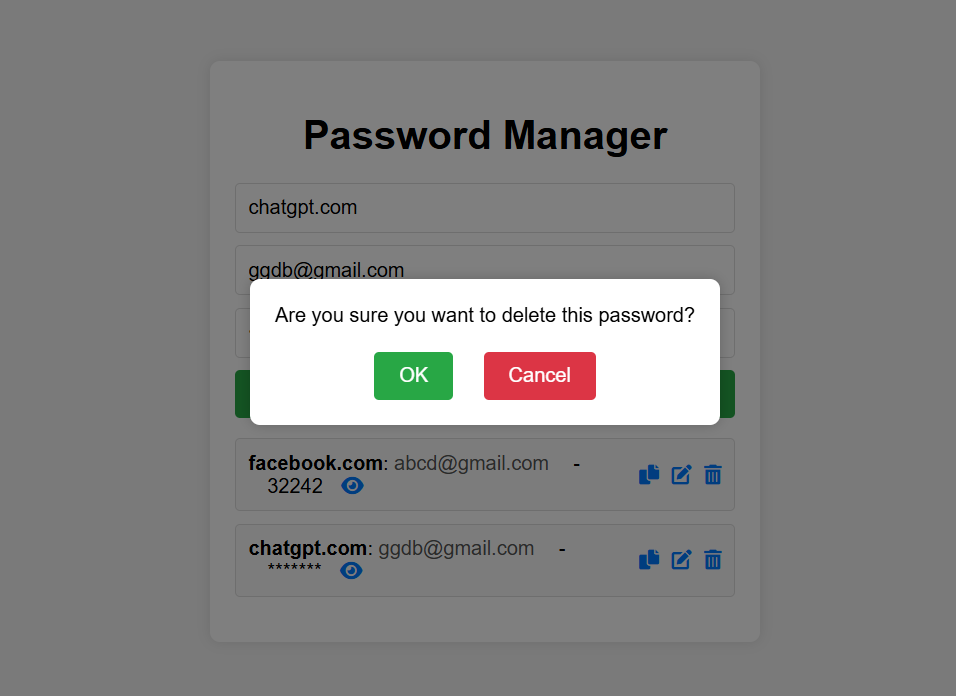 Password Manager
chatgpt.com
ggdb@gmail.com
Are you sure you want to delete this password?
OK Cancel
facebook.com: abcd@gmail.com -
32242
chatgpt.com: ggdb@gmail.com -
*******